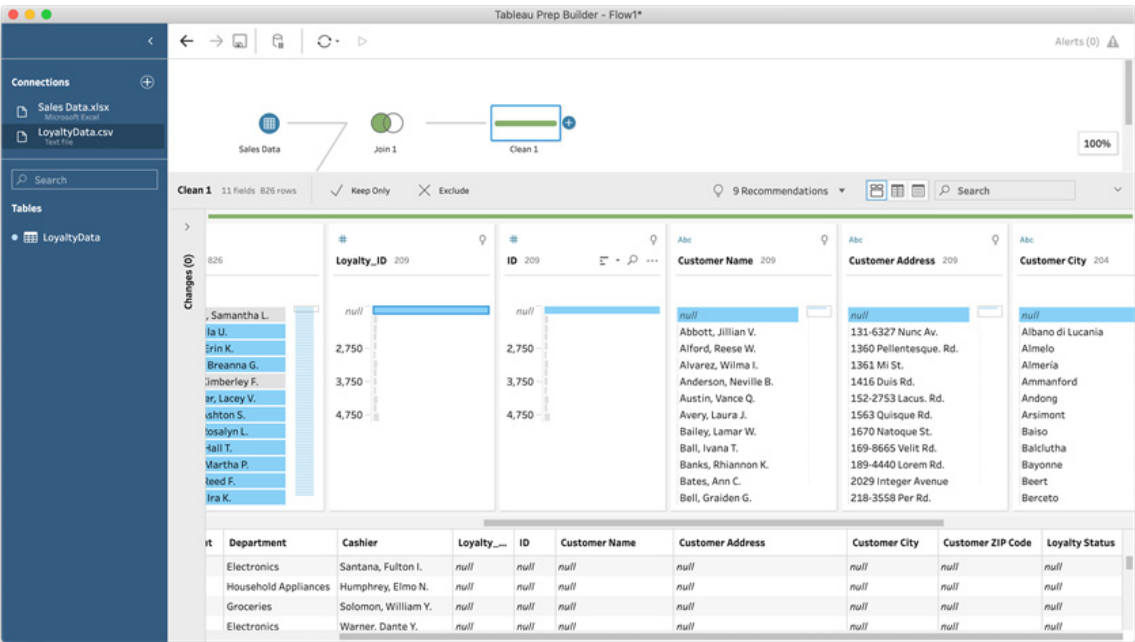 Tableau Prep Builder - Flow1*
Alerts (0)
Connections
Sales Data.xlsx
Microsoft Excel
LoyaltyData.csv
Text file
Search
Tables
LoyaltyData
Sales Data
Join 1
Clean 1
100%
Clean 1 11 fields 826 rows Keep Only Exclude 9 Recommendations Search
Changes (0)
826
, Samantha L.
la U.
Erin K.
Breanna G.
Kimberley F.
er, Lacey V.
Ashton S.
Rosalyn L.
Hall T.
Martha P.
Reed F.
Ira K.
#
Loyalty_ID 209
null
2,750
3,750
4,750
#
ID 209
null
2,750
3,750
4,750
Abc
Customer Name 209
null
Abbott, Jillian V.
Alford, Reese W.
Alvarez, Wilma I.
Anderson, Neville B.
Austin, Vance Q.
Avery, Laura J.
Bailey, Lamar W.
Ball, Ivana T.
Banks, Rhiannon K.
Bates, Ann C.
Bell, Graiden G.
Abc
Customer Address 209
null
131-6327 Nunc Av.
1360 Pellentesque. Rd.
1361 Mi St.
1416 Duis Rd.
152-2753 Lacus. Rd.
1563 Quisque Rd.
1670 Natoque St.
169-8665 Velit Rd.
189-4440 Lorem Rd.
2029 Integer Avenue
218-3558 Per Rd.
Abc
Customer City 204
null
Albano di Lucania
Almelo
Almería
Ammanford
Andong
Arsimont
Baiso
Balclutha
Bayonne
Beert
Berceto
nt Department Cashier Loyalty_... ID Customer Name Customer Address Customer City Customer ZIP Code Loyalty Status
Electronics Santana, Fulton I. null null null null null null null
Household Appliances Humphrey, Elmo N. null null null null null null null
Groceries Solomon, William Y. null null null null null null null
Electronics Warner, Dante Y. null null null null null null null